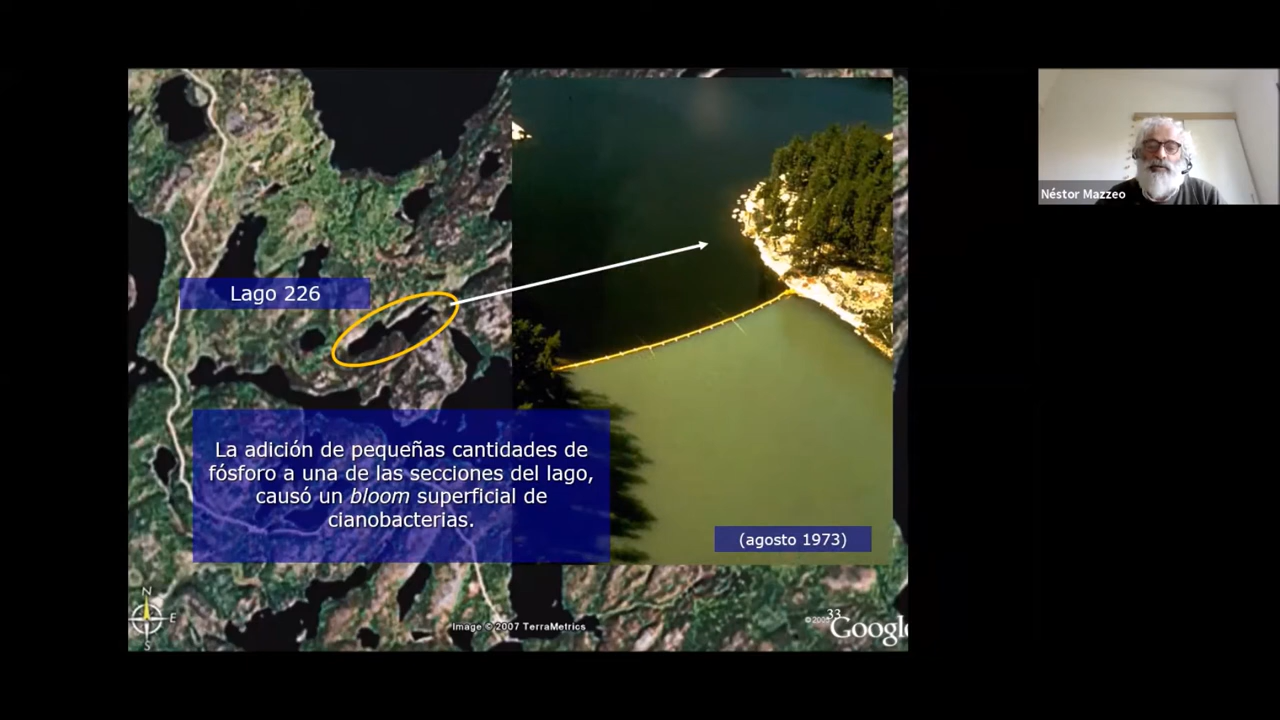 Néstor Mazzeo
Lago 226
La adición de pequeñas cantidades de
fósforo a una de las secciones del lago,
causó un bloom superficial de
cianobacterias.
(agosto 1973)
N
E
S
Image © 2007 TerraMetrics
33
Google